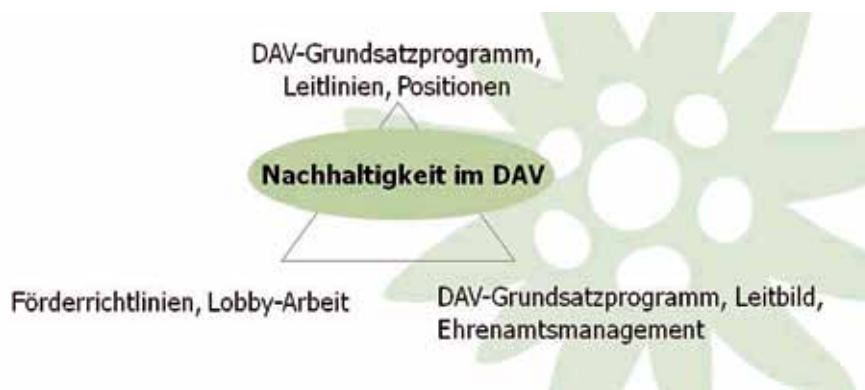 DAV-Grundsatzprogramm,
Leitlinien, Positionen
Nachhaltigkeit im DAV
Förderrichtlinien, Lobby-Arbeit
DAV-Grundsatzprogramm, Leitbild,
Ehrenamtsmanagement